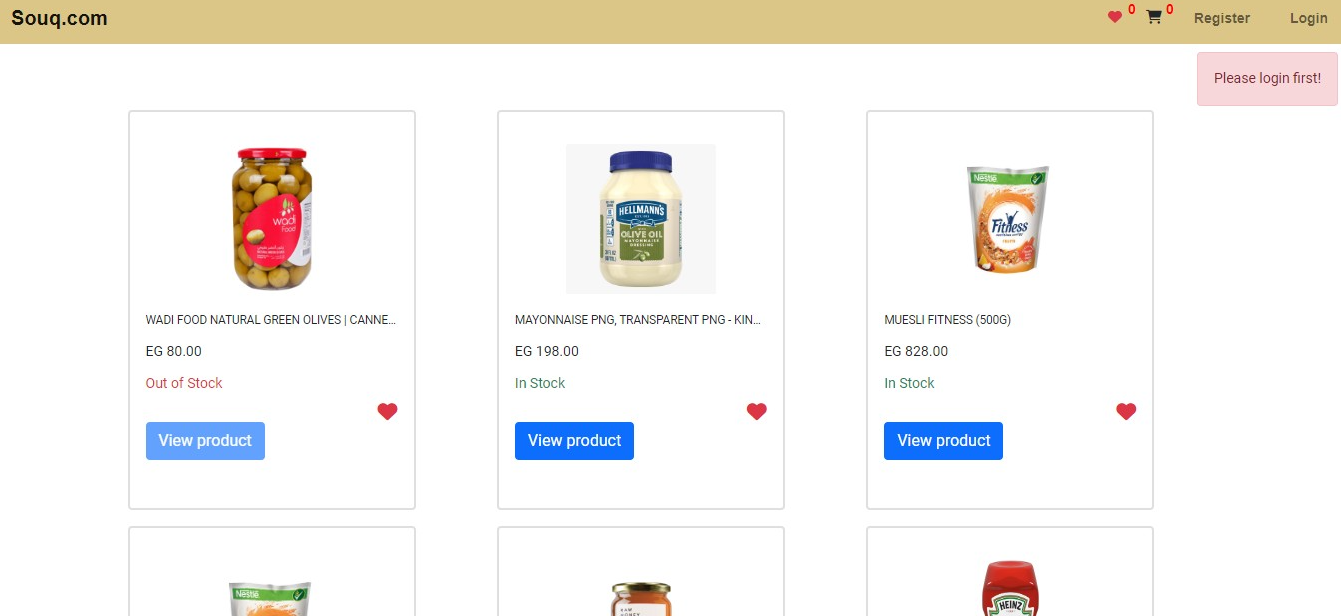 Souq.com
0
0
Register
Login
Please login first!
wadi
Food
HELLMANN'S
OLIVE OIL
MAYONNAISE
DRESSING
Nestlé
Fitness
WADI FOOD NATURAL GREEN OLIVES | CANNE...
MAYONNAISE PNG, TRANSPARENT PNG - KIN...
MUESLI FITNESS (500G)
EG 80.00
EG 198.00
EG 828.00
Out of Stock
In Stock
In Stock
View product
View product
View product
Nestlé
RAW
HONEY
HEINZ